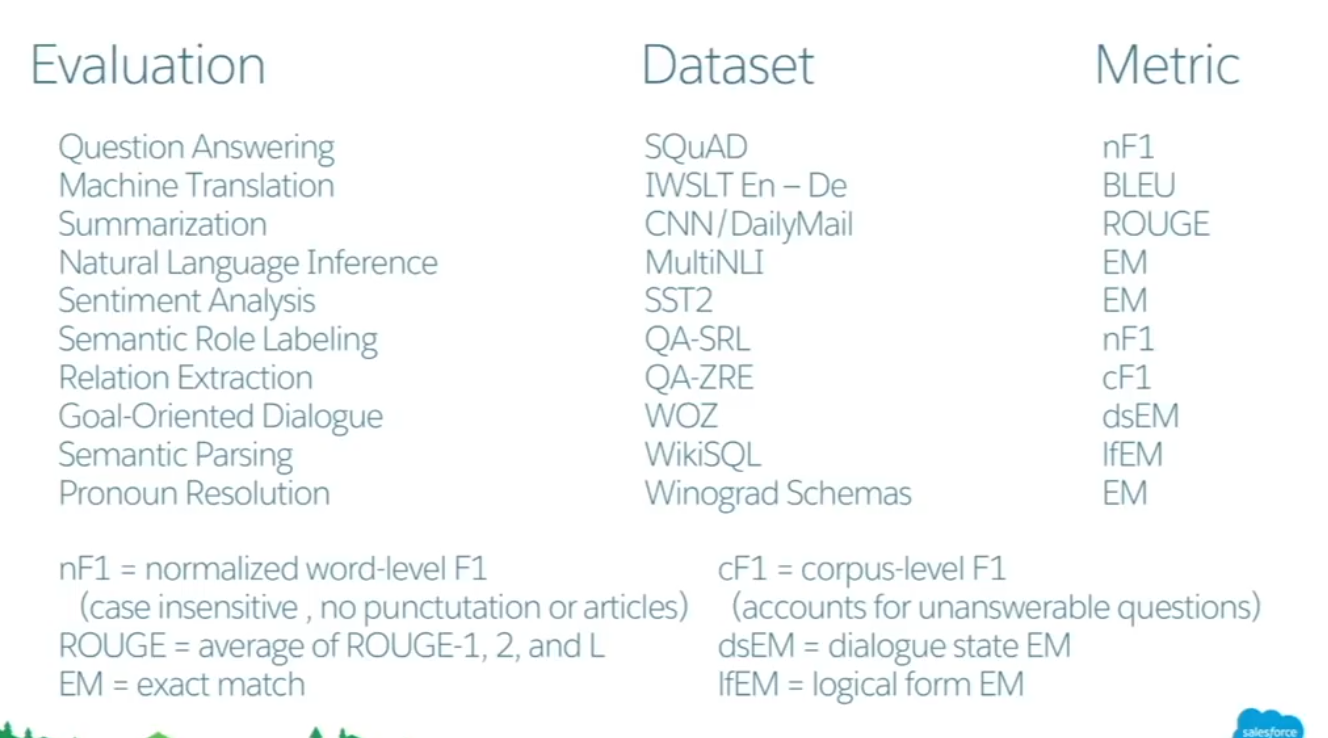 Evaluation Dataset Metric
Question Answering SQuAD nF1
Machine Translation IWSLT En – De BLEU
Summarization CNN/DailyMail ROUGE
Natural Language Inference MultiNLI EM
Sentiment Analysis SST2 EM
Semantic Role Labeling QA-SRL nF1
Relation Extraction QA-ZRE cF1
Goal-Oriented Dialogue WOZ dsEM
Semantic Parsing WikiSQL lfEM
Pronoun Resolution Winograd Schemas EM
nF1 = normalized word-level F1 cF1 = corpus-level F1
(case insensitive , no punctutation or articles) (accounts for unanswerable questions)
ROUGE = average of ROUGE-1, 2, and L dsEM = dialogue state EM
EM = exact match lfEM = logical form EM
salesforce